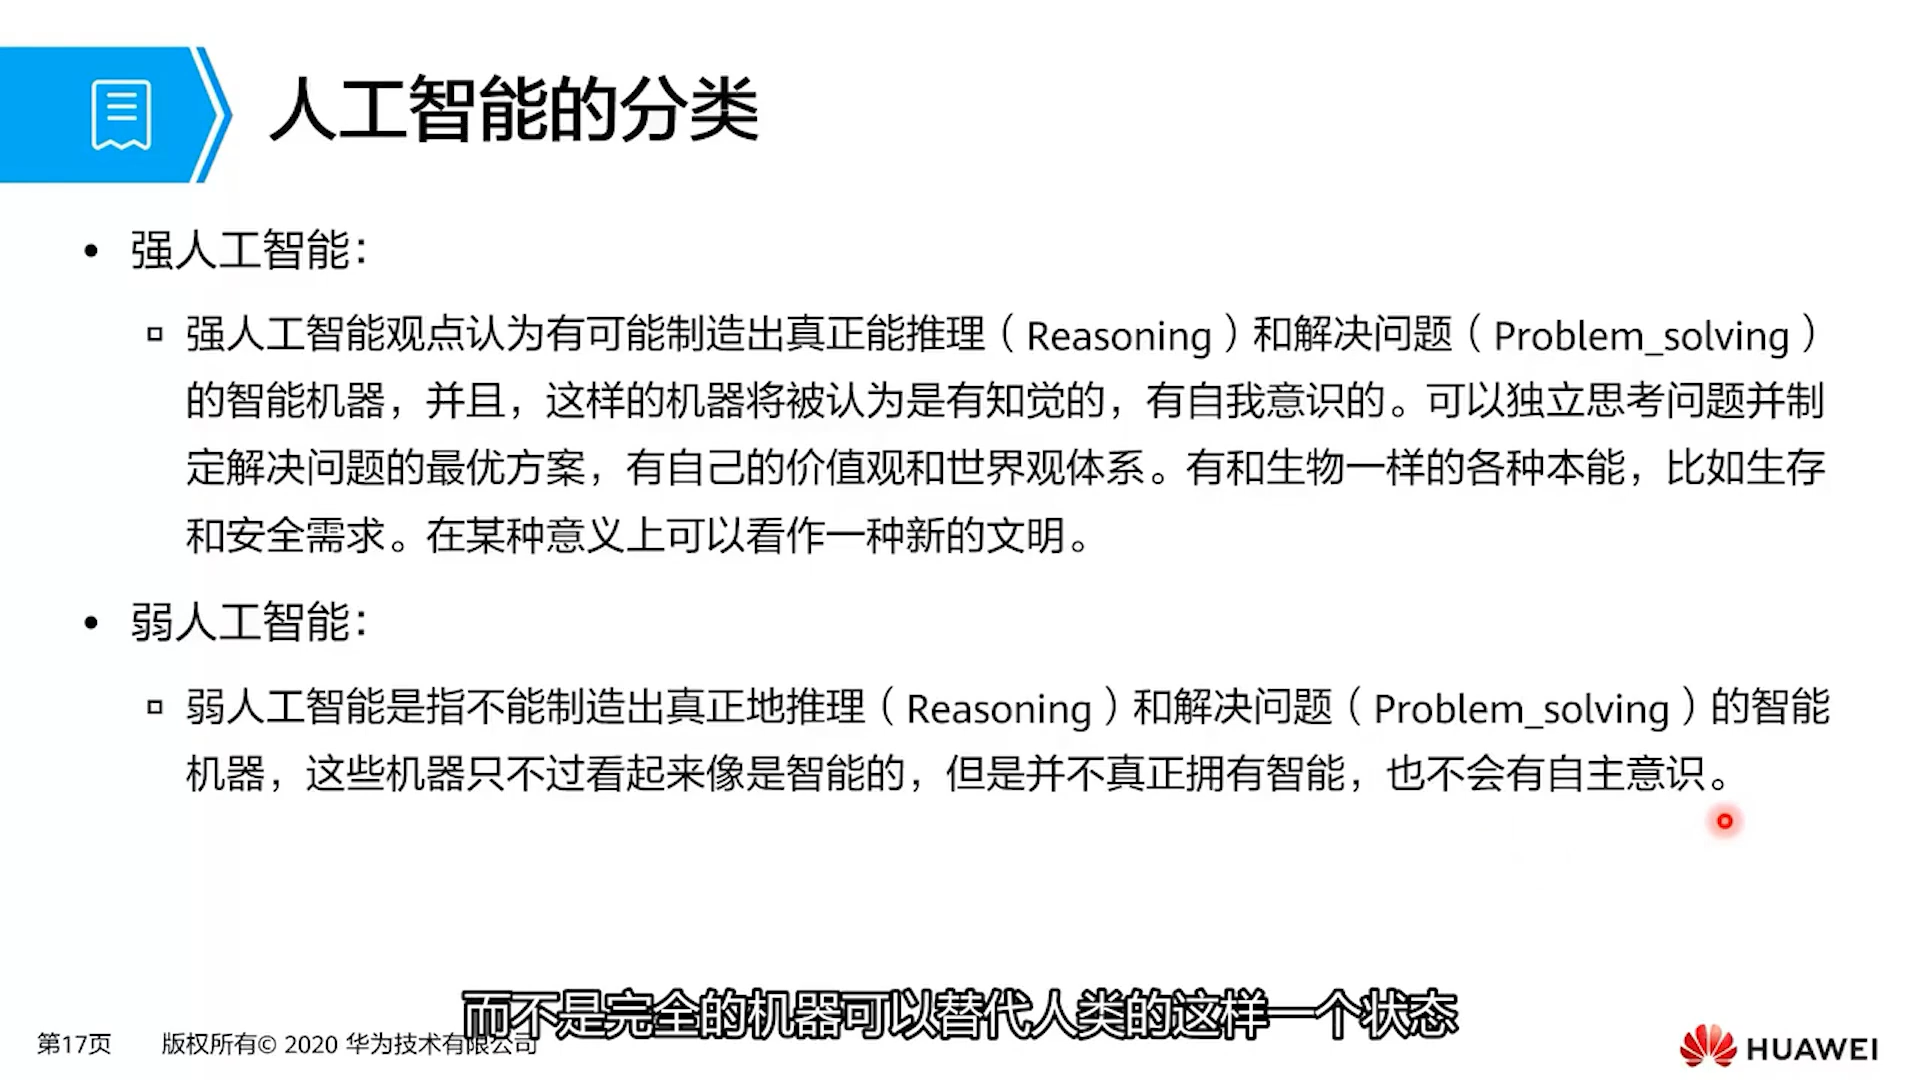 人工智能的分类
• 强人工智能：
▫ 强人工智能观点认为有可能制造出真正能推理（Reasoning）和解决问题（Problem_solving）
的智能机器，并且，这样的机器将被认为是有知觉的，有自我意识的。可以独立思考问题并制
定解决问题的最优方案，有自己的价值观和世界观体系。有和生物一样的各种本能，比如生存
和安全需求。在某种意义上可以看作一种新的文明。
• 弱人工智能：
▫ 弱人工智能是指不能制造出真正地推理（Reasoning）和解决问题（Problem_solving）的智能
机器，这些机器只不过看起来像是智能的，但是并不真正拥有智能，也不会有自主意识。
而不是完全的机器可以替代人类的这样一个状态
第17页 版权所有© 2020 华为技术有限公司
HUAWEI